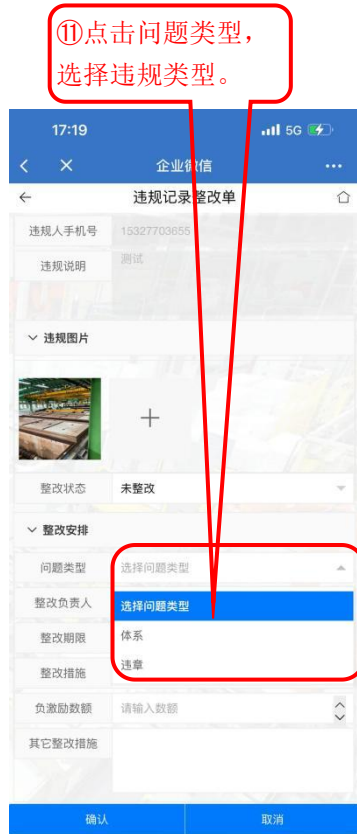 ⑪点击问题类型，
选择违规类型。
17:19
5G
企业微信
违规记录整改单
违规人手机号 15327703655
违规说明 测试
违规图片
整改状态 未整改
整改安排
问题类型 选择问题类型
整改负责人 选择问题类型
整改期限 体系
整改措施 违章
负激励数额 请输入数额
其它整改措施
确认 取消